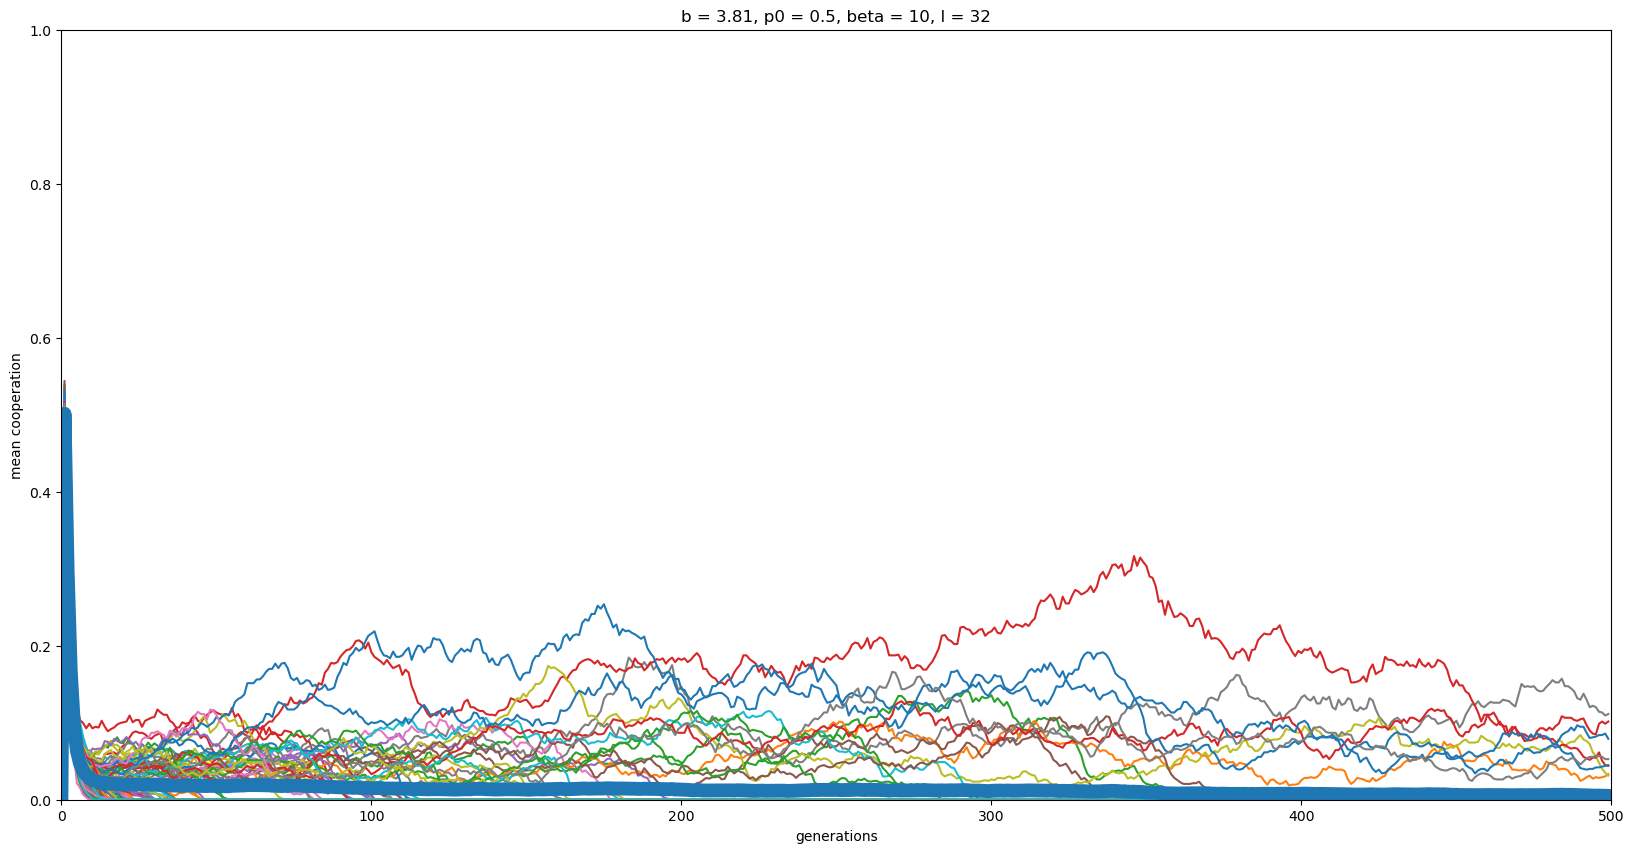 b = 3.81, p0 = 0.5, beta = 10, l = 32
1.0
0.8
0.6
0.4
0.2
0.0
mean cooperation
0 100 200 300 400 500
generations